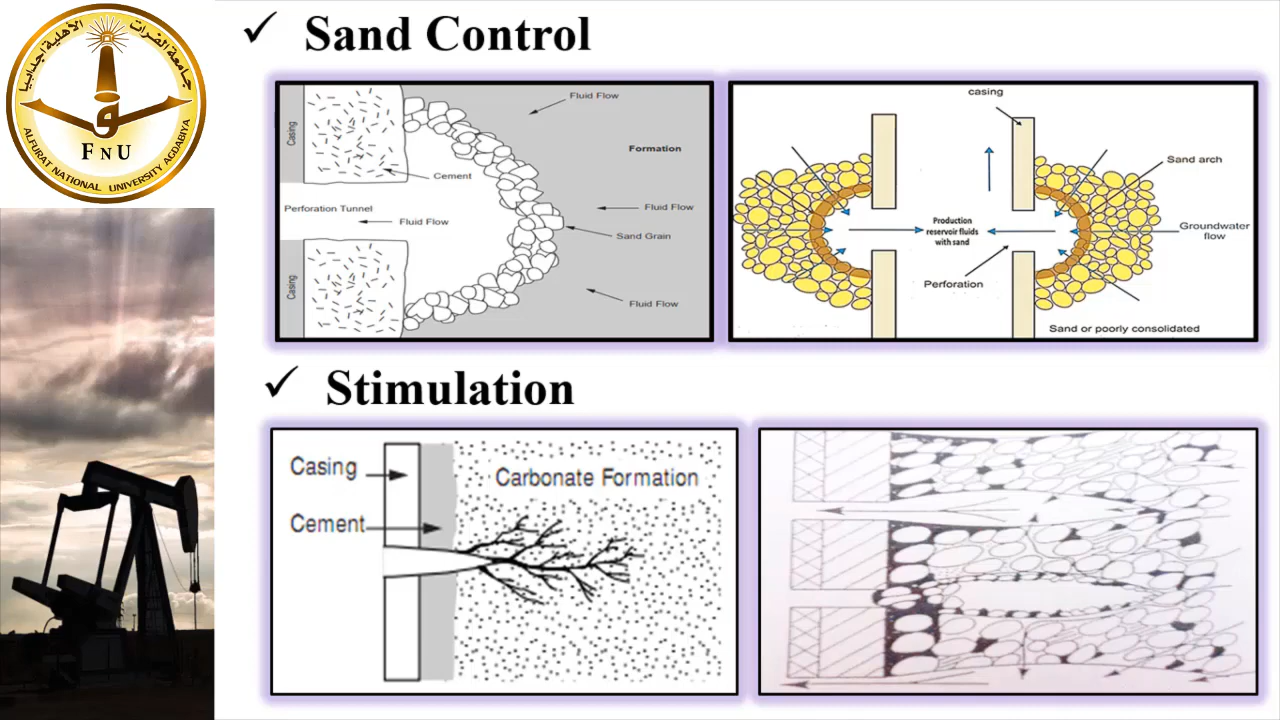 جامعة الفرات الأهلية اجدابيا
FNU
ALFURAT NATIONAL UNIVERSITY AGDABIYA
✓ Sand Control
Fluid Flow
Casing
Formation
Cement
Perforation Tunnel
Fluid Flow
Fluid Flow
Sand Grain
Casing
Fluid Flow
casing
Sand arch
Production
reservoir fluids
with sand
Groundwater
flow
Perforation
Sand or poorly consolidated
✓ Stimulation
Casing
Carbonate Formation
Cement